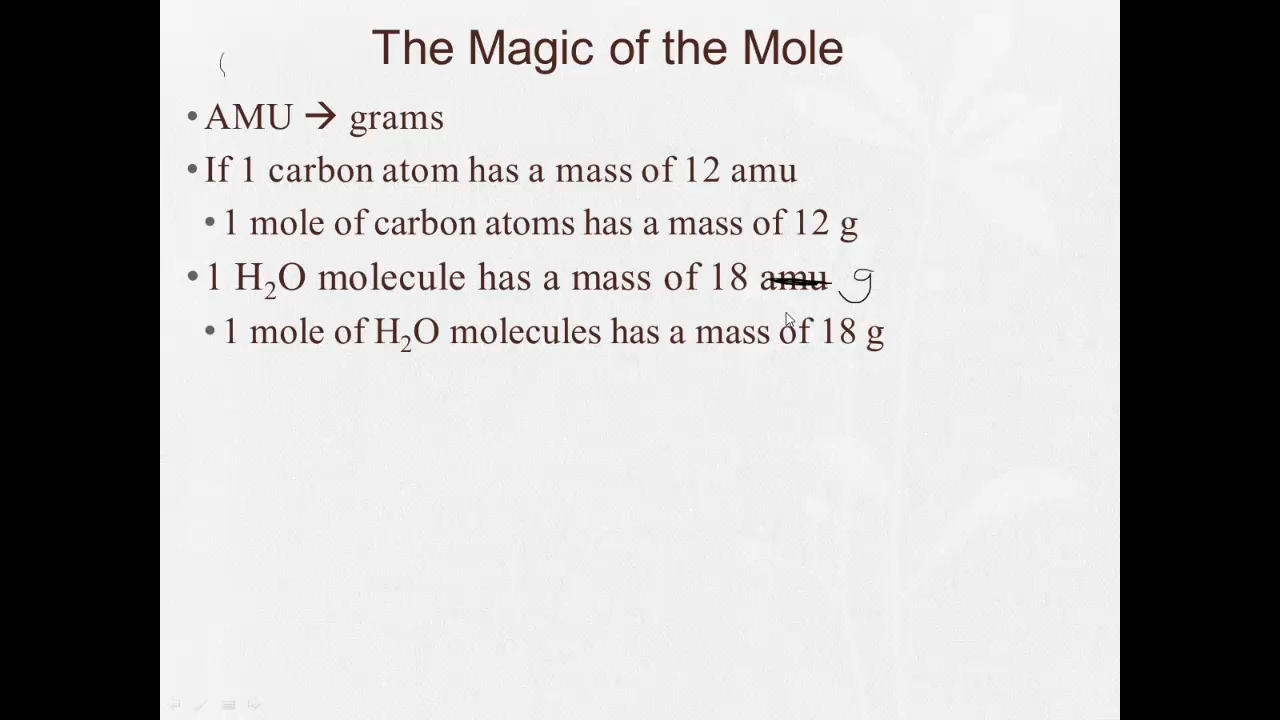 The Magic of the Mole
• AMU → grams
• If 1 carbon atom has a mass of 12 amu
• 1 mole of carbon atoms has a mass of 12 g
• 1 H₂O molecule has a mass of 18 amu g
• 1 mole of H₂O molecules has a mass of 18 g